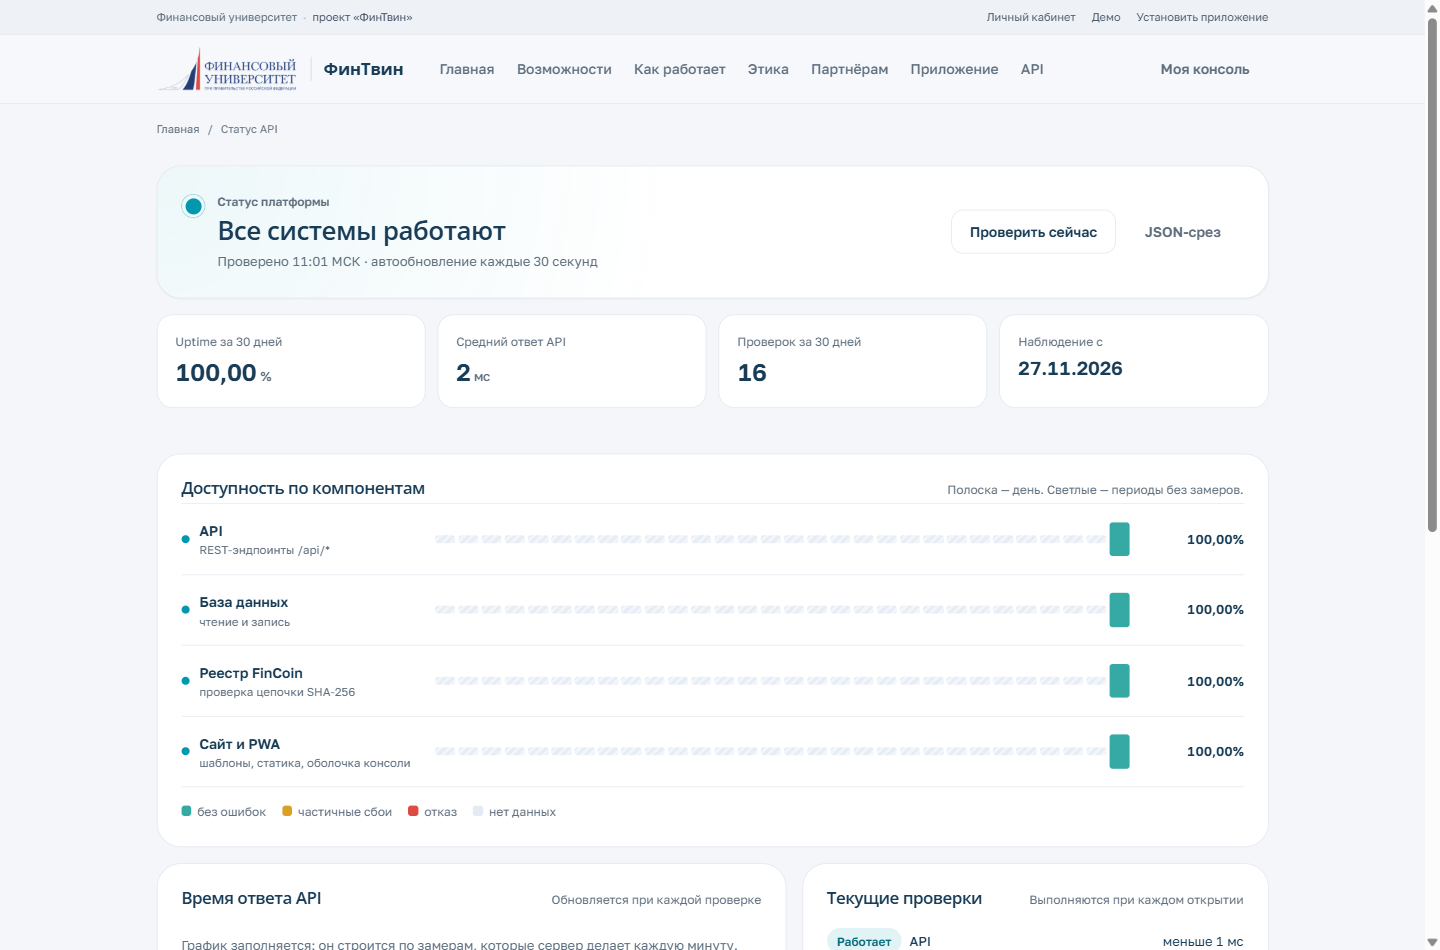 Финансовый университет · проект «ФинТвин»
Личный кабинет Демо Установить приложение
ФИНАНСОВЫЙ
УНИВЕРСИТЕТ
ПРИ ПРАВИТЕЛЬСТВЕ РОССИЙСКОЙ ФЕДЕРАЦИИ
ФинТвин
Главная Возможности Как работает Этика Партнёрам Приложение API
Моя консоль
Главная / Статус API
Статус платформы
Все системы работают
Проверено 11:01 МСК · автообновление каждые 30 секунд
Проверить сейчас
JSON-срез
Uptime за 30 дней
100,00 %
Средний ответ API
2 мс
Проверок за 30 дней
16
Наблюдение с
27.11.2026
Доступность по компонентам
Полоска — день. Светлые — периоды без замеров.
API
REST-эндпоинты /api/*
100,00%
База данных
чтение и запись
100,00%
Реестр FinCoin
проверка цепочки SHA-256
100,00%
Сайт и PWA
шаблоны, статика, оболочка консоли
100,00%
без ошибок частичные сбои отказ нет данных
Время ответа API
Обновляется при каждой проверке
График заполняется: он строится по замерам, которые сервер делает каждую минуту.
Текущие проверки
Выполняются при каждом открытии
Работает API меньше 1 мс